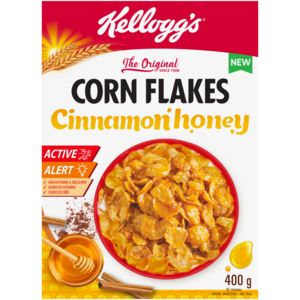 Kellogg's
The Original
SINCE 1906
NEW
CORN FLAKES
Cinnamon honey
ACTIVE
ALERT
400 g